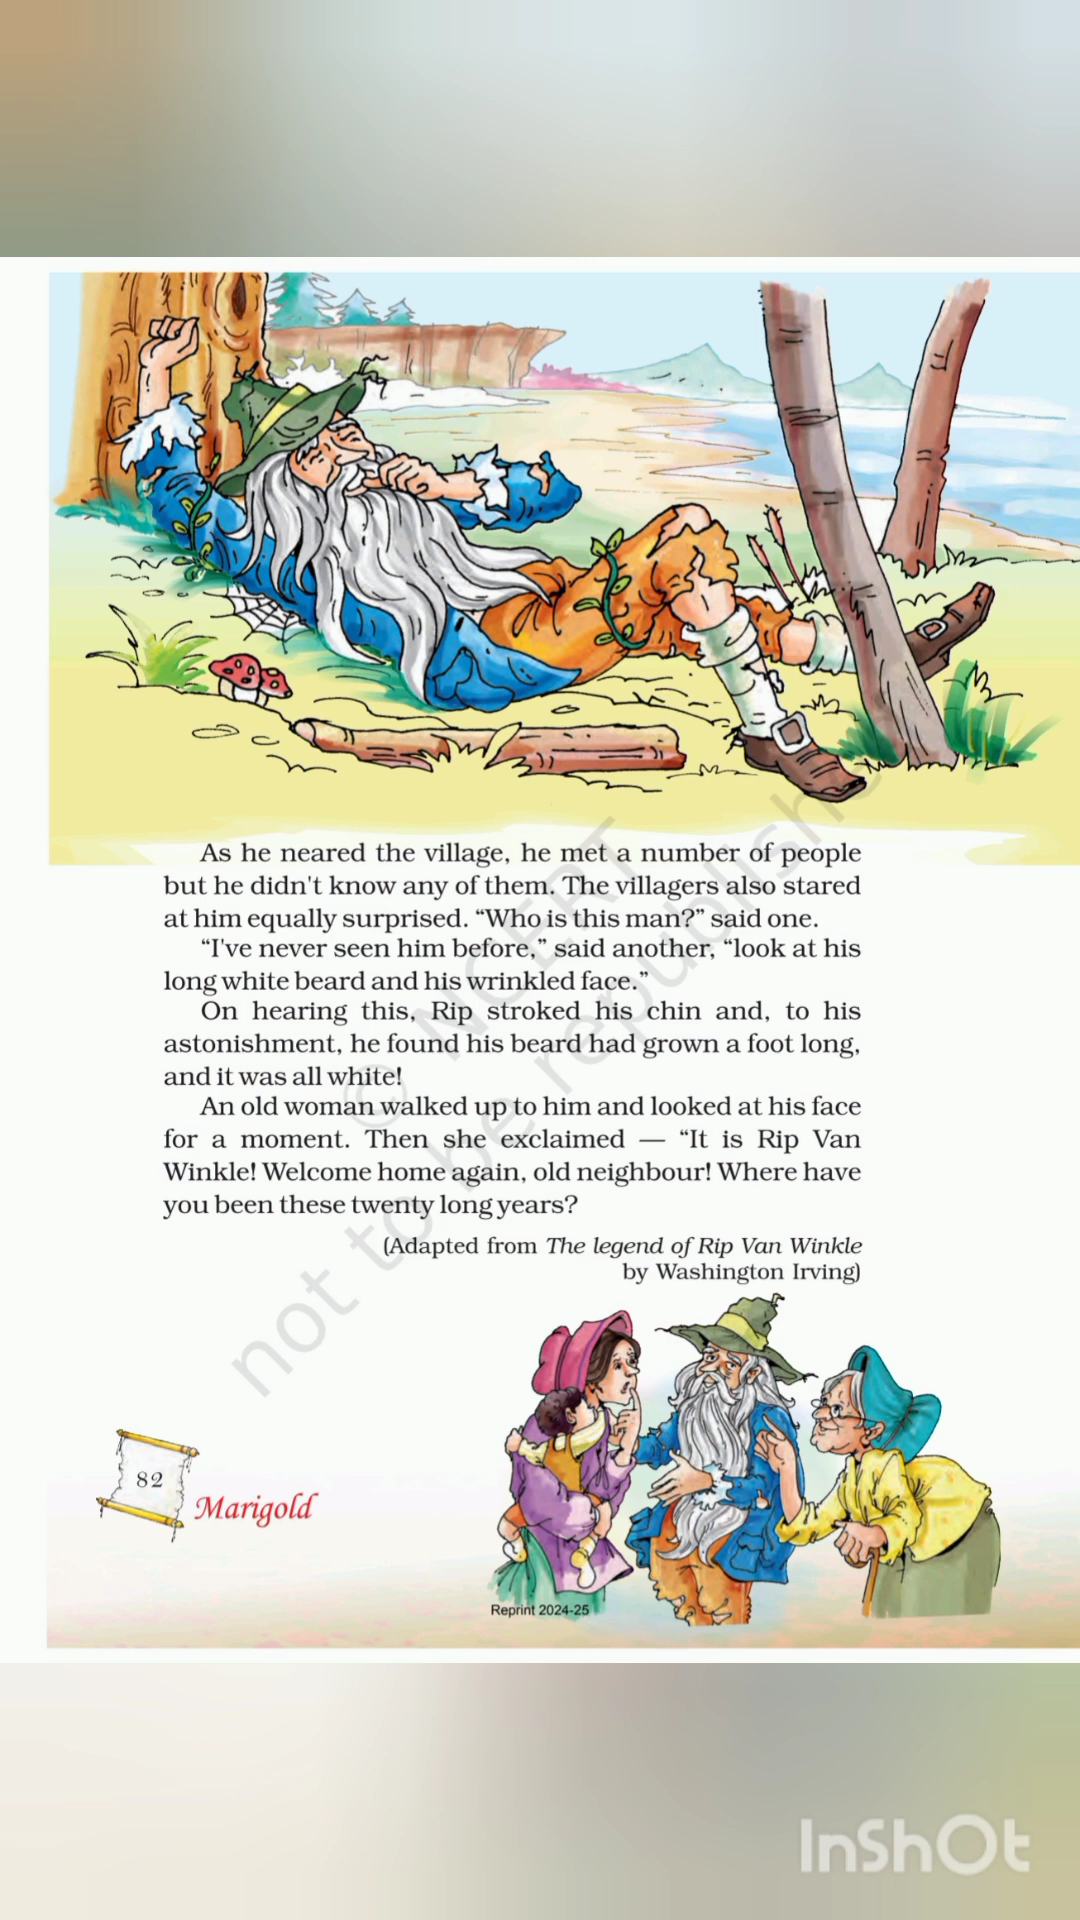 As he neared the village, he met a number of people
but he didn't know any of them. The villagers also stared
at him equally surprised. “Who is this man?” said one.
“I've never seen him before,” said another, “look at his
long white beard and his wrinkled face.”
On hearing this, Rip stroked his chin and, to his
astonishment, he found his beard had grown a foot long,
and it was all white!
An old woman walked up to him and looked at his face
for a moment. Then she exclaimed — “It is Rip Van
Winkle! Welcome home again, old neighbour! Where have
you been these twenty long years?
(Adapted from The legend of Rip Van Winkle
by Washington Irving)
© NCERT
not to be republished
82
Marigold
Reprint 2024-25
InShOt